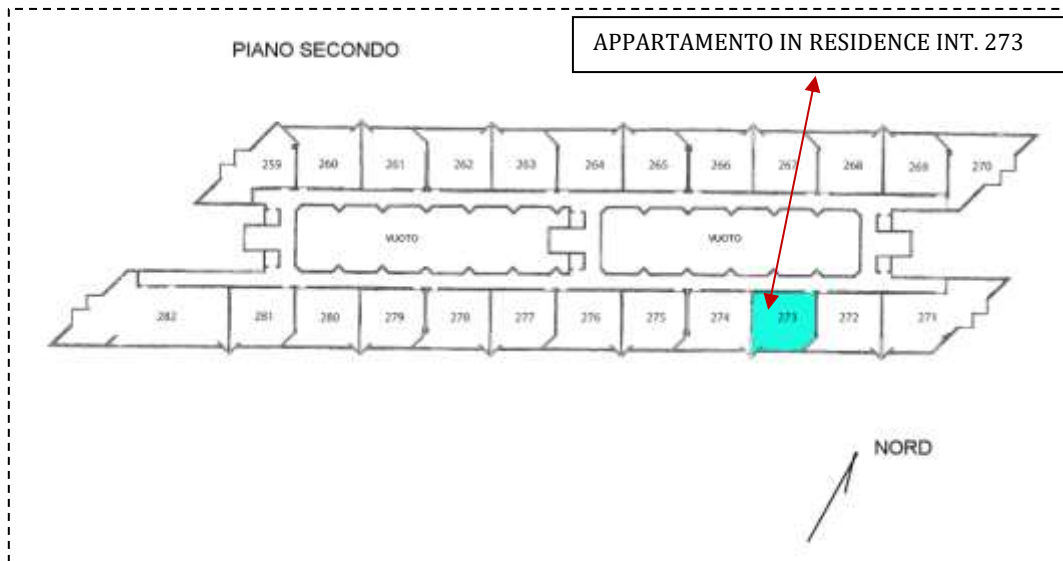 PIANO SECONDO
APPARTAMENTO IN RESIDENCE INT. 273
259 260 261 262 263 264 265 266 267 268 269 270
VUOTO VUOTO
282 281 280 279 278 277 276 275 274 273 272 271
NORD